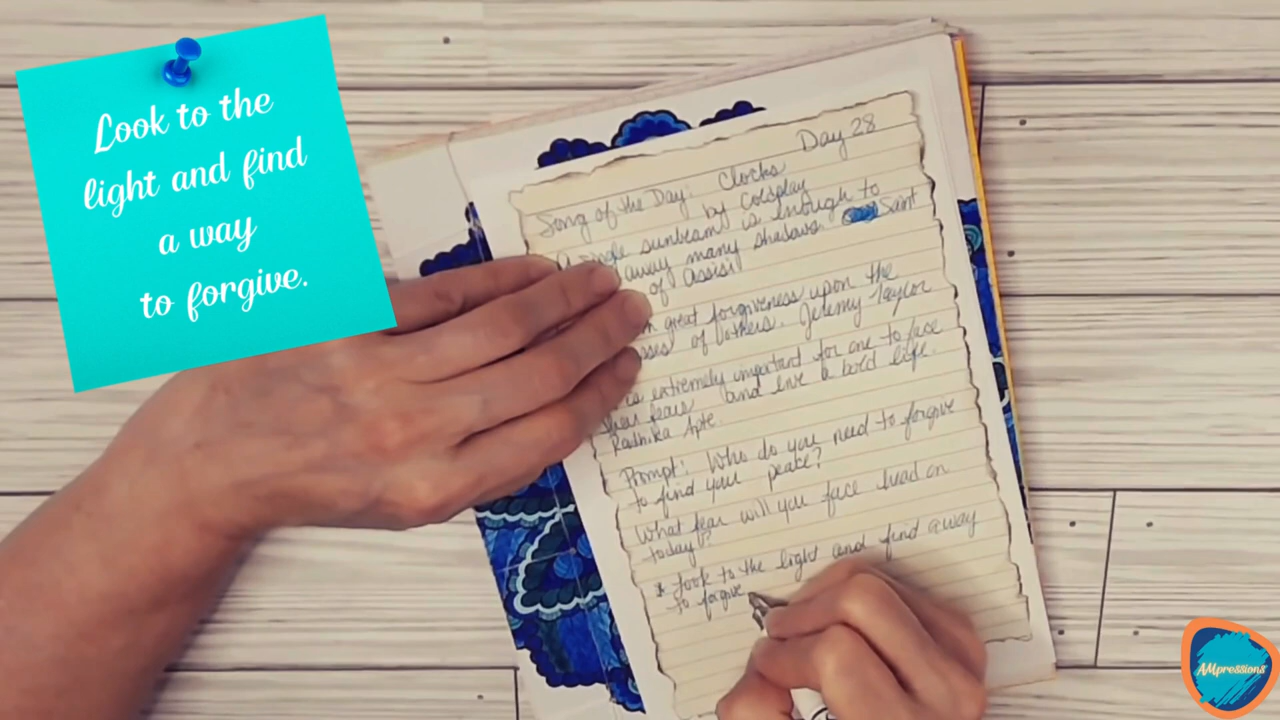 Look to the
light and find
a way
to forgive.
Day 28
Song of the Day: Clocks
by Coldplay
A single sunbeam is enough to
away many shadows. Saint
of Assisi
great forgiveness upon the
of others. Jeremy Taylor
is extremely important for one to face
their fears and live a bold life.
Radhika Apte.
Prompt: Who do you need to forgive
to find your peace?
What fear will you face head on
today?
* Look to the light and find a way
to forgive
AMpressions